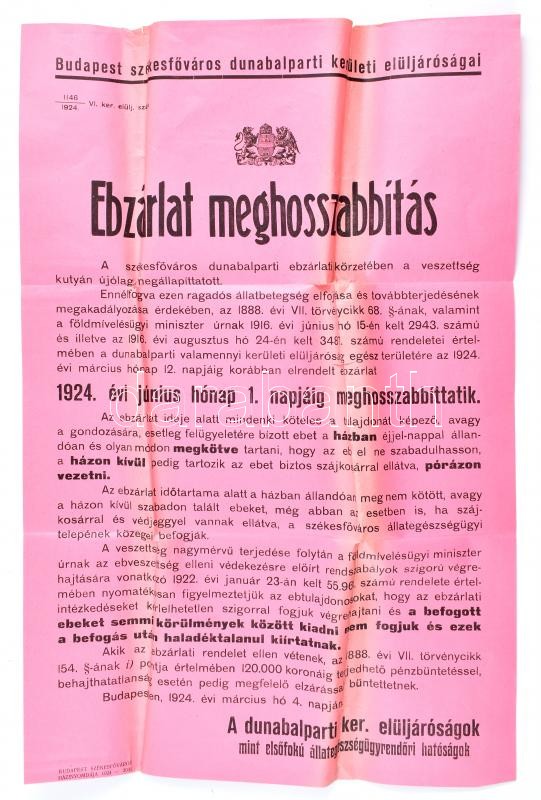 Budapest székesfőváros dunabalparti kerületi elüljáróságai
1146
1924. VI. ker. elülj. szá
Ebzárlat meghosszabbítás
A székesfőváros dunabalparti ebzárlati körzetében a veszettség
kutyán újólag megállapíttatott.
Ennélfogva ezen ragadós állatbetegség elfojtása és továbbterjedésének
megakadályozása érdekében, az 1888. évi VII. törvénycikk 68. §-ának, valamint
a földmívelésügyi miniszter úrnak 1916. évi június hó 15-én kelt 2943. számú
és illetve az 1916. évi augusztus hó 24-én kelt 348 számú rendeletei értel-
mében a dunabalparti valamennyi kerületi elüljáróság egész területére az 1924.
évi március hónap 12. napjáig korábban elrendelt ebzárlat
1924. évi június hónap 1. napjáig meghosszabbíttatik.
Az ebzárlat ideje alatt mindenki köteles a tulajdonát képező, avagy
a gondozására, esetleg felügyeletére bízott ebet a házban éjjel-nappal állan-
dóan és olyan módon megkötve tartani, hogy az eb el ne szabadulhasson,
a házon kívül pedig tartozik az ebet biztos szájkosárral ellátva, pórázon
vezetni.
Az ebzárlat időtartama alatt a házban állandóan meg nem kötött, avagy
a házon kívül szabadon talált ebeket, még abban az esetben is, ha száj-
kosárral és védjeggyel vannak ellátva, a székesfőváros állategészségügyi
telepének közegei befogják.
A veszettség nagymérvű terjedése folytán a földmívelésügyi miniszter
úrnak az ebveszettség elleni védekezésre előírt rendszabályok szigorú végre-
hajtására vonatkozó 1922. évi január 23-án kelt 55.96 számú rendelete értel-
mében nyomatékosan figyelmeztetjük az ebtulajdonosokat, hogy az ebzárlati
intézkedéseket kérlelhetetlen szigorral fogjuk végrehajtani és a befogott
ebeket semmi körülmények között kiadni nem fogjuk és ezek
a befogás után haladéktalanul kiírtatnak.
Akik az ebzárlati rendelet ellen vétenek, az 1888. évi VII. törvénycikk
154. §-ának i) pontja értelmében 120.000 koronáig terjedhető pénzbüntetéssel,
behajthatatlanság esetén pedig megfelelő elzárással büntettetnek.
Budapesten, 1924. évi március hó 4. napján
A dunabalparti ker. elüljáróságok
mint elsőfokú állategészségügyrendőri hatóságok
BUDAPEST SZÉKESFŐVÁROS
HÁZINYOMDÁJA 1924
darabanth